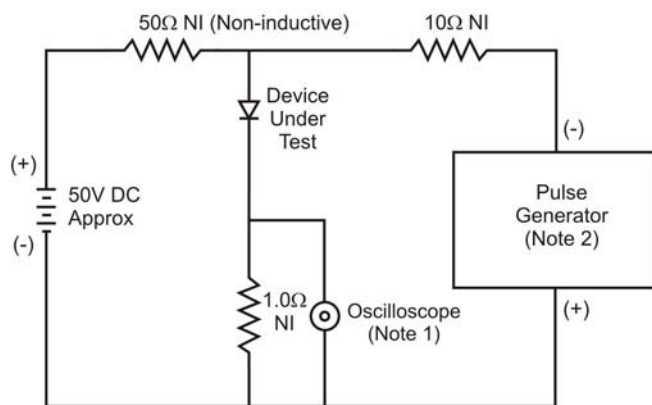 50Ω NI (Non-inductive)
10Ω NI
Device
Under
Test
(+)
50V DC
Approx
(-)
(-)
Pulse
Generator
(Note 2)
(+)
1.0Ω
NI
Oscilloscope
(Note 1)